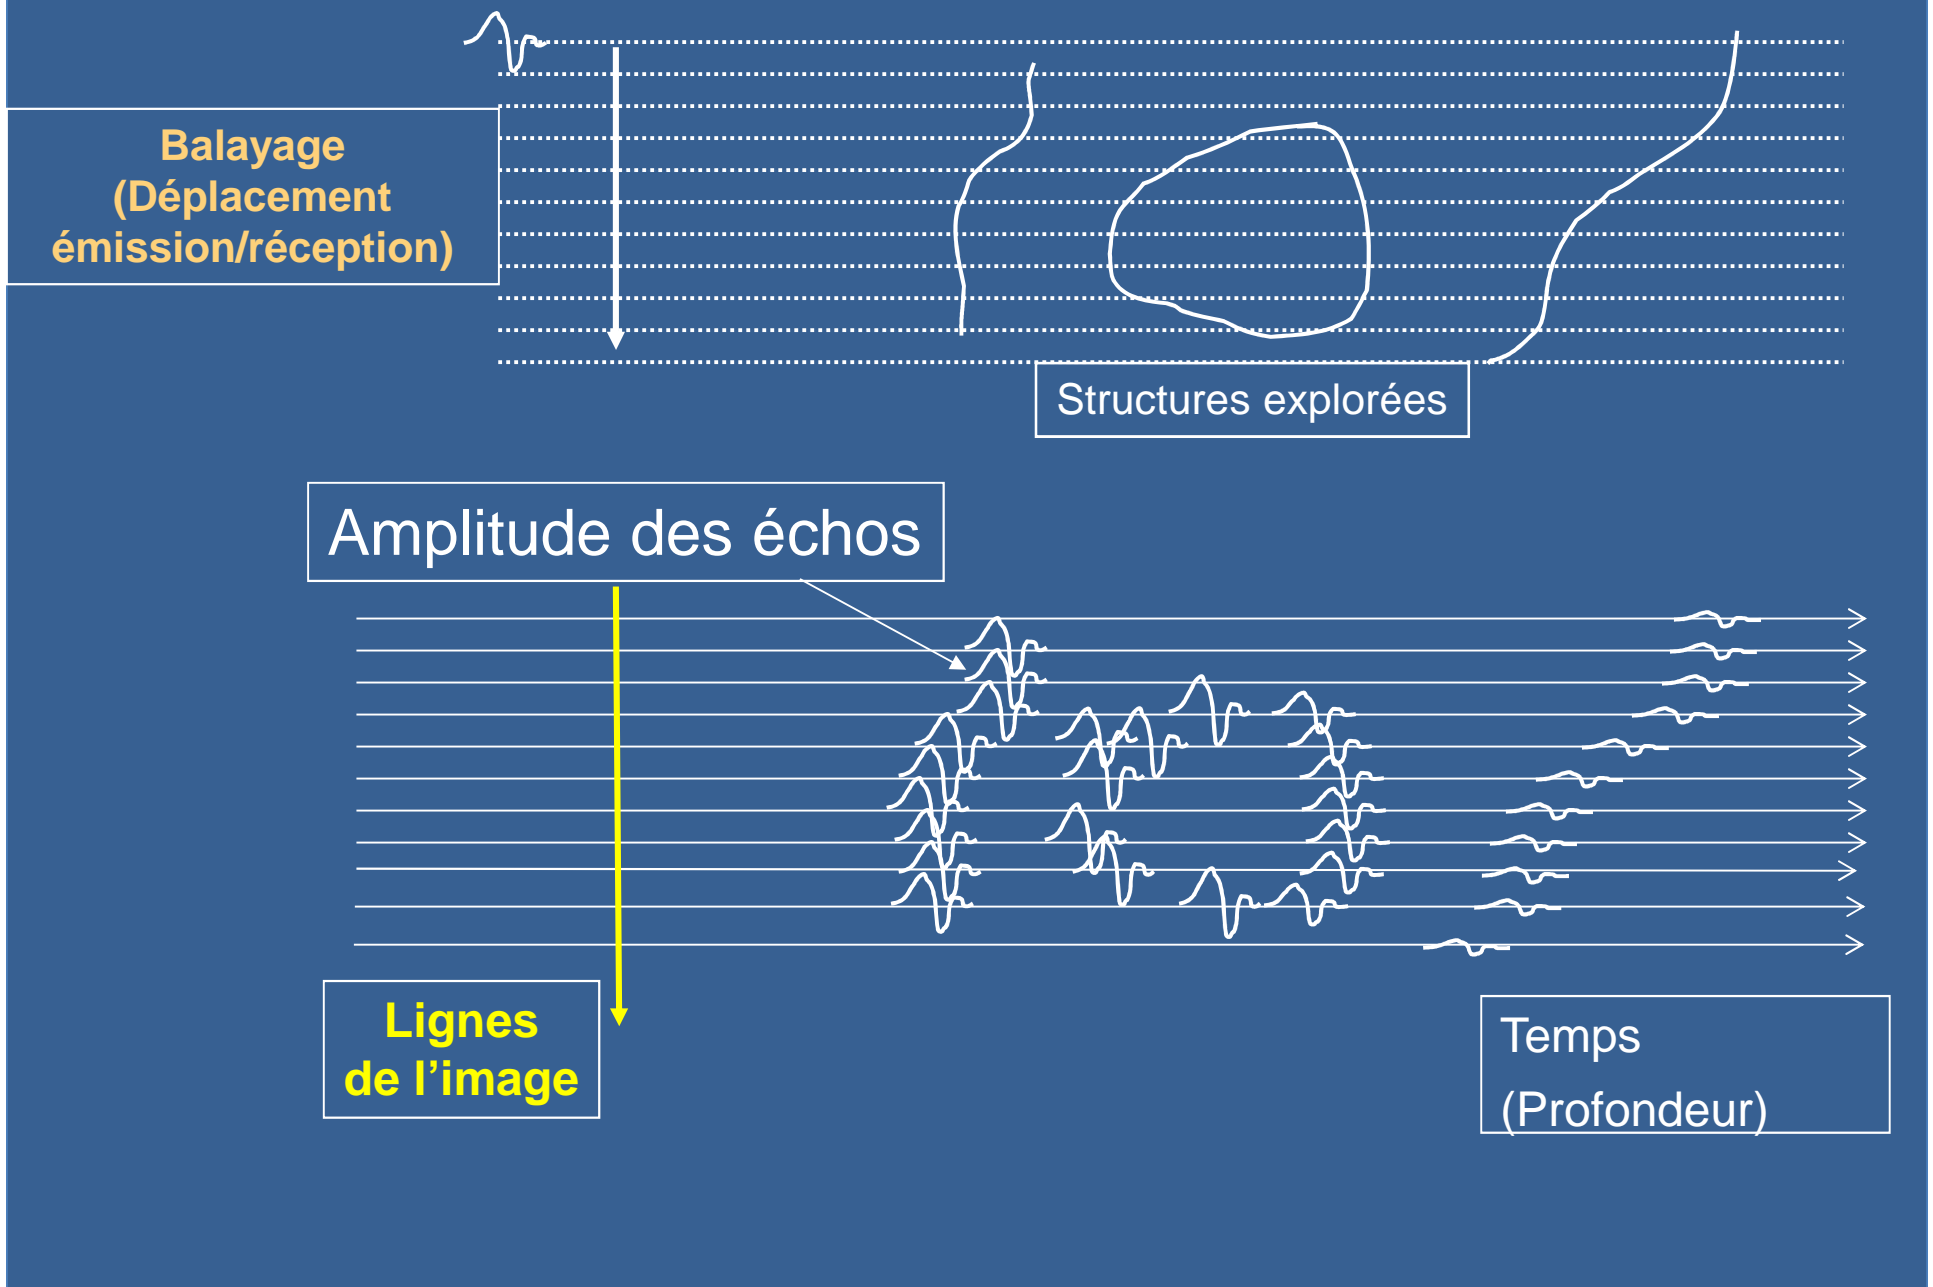 Balayage
(Déplacement
émission/réception)
Structures explorées
Amplitude des échos
Lignes
de l’image
Temps
(Profondeur)